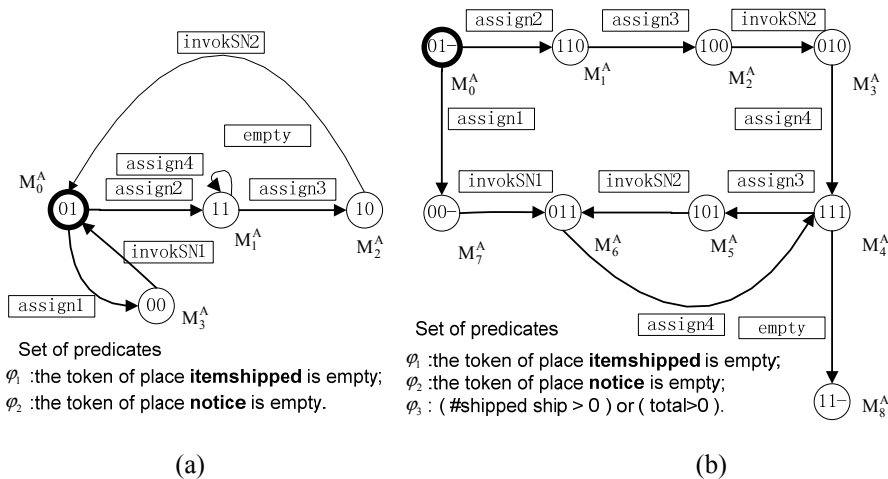 invokSN2
empty
assign4
M₀ᴬ
assign2
assign3
01
11
10
M₁ᴬ
M₂ᴬ
invokSN1
assign1
00
M₃ᴬ
Set of predicates
φ₁ :the token of place itemshipped is empty;
φ₂ :the token of place notice is empty.
(a)
assign2
assign3
invokSN2
01-
110
100
010
M₀ᴬ
M₁ᴬ
M₂ᴬ
M₃ᴬ
assign1
assign4
invokSN1
invokSN2
assign3
00-
011
101
111
M₇ᴬ
M₆ᴬ
M₅ᴬ
M₄ᴬ
assign4
empty
Set of predicates
φ₁ :the token of place itemshipped is empty;
φ₂ :the token of place notice is empty;
φ₃ : ( #shipped ship > 0 ) or ( total>0 ).
11-
M₈ᴬ
(b)